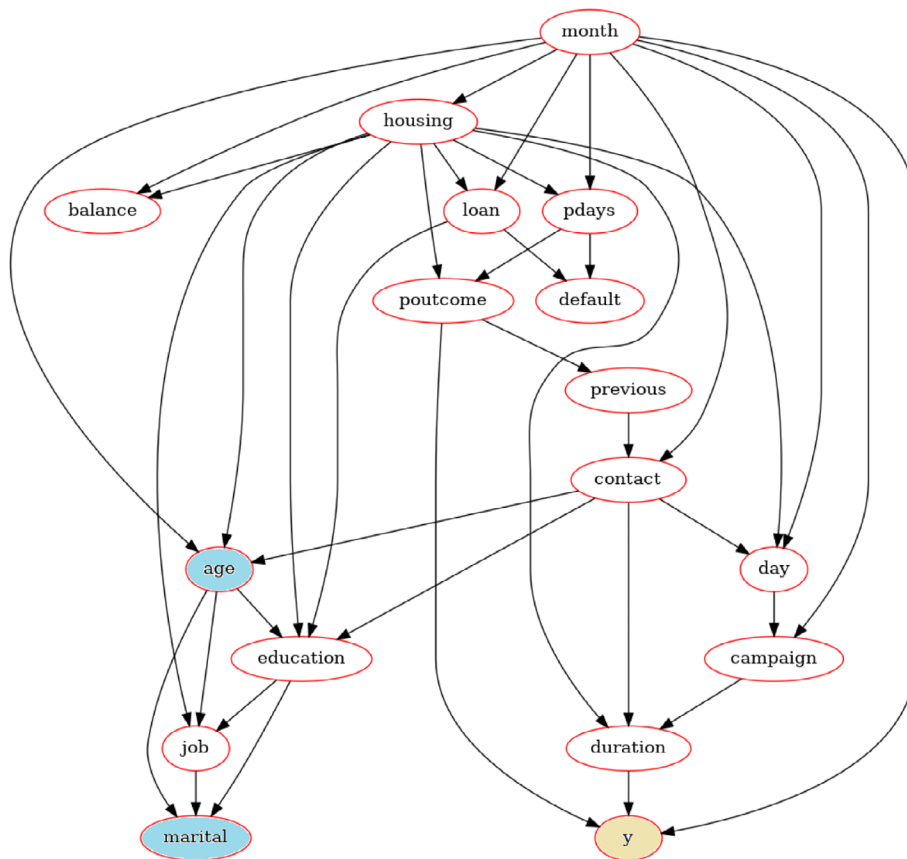 month
housing
balance
loan
pdays
poutcome
default
previous
contact
age
day
education
campaign
job
duration
marital
y